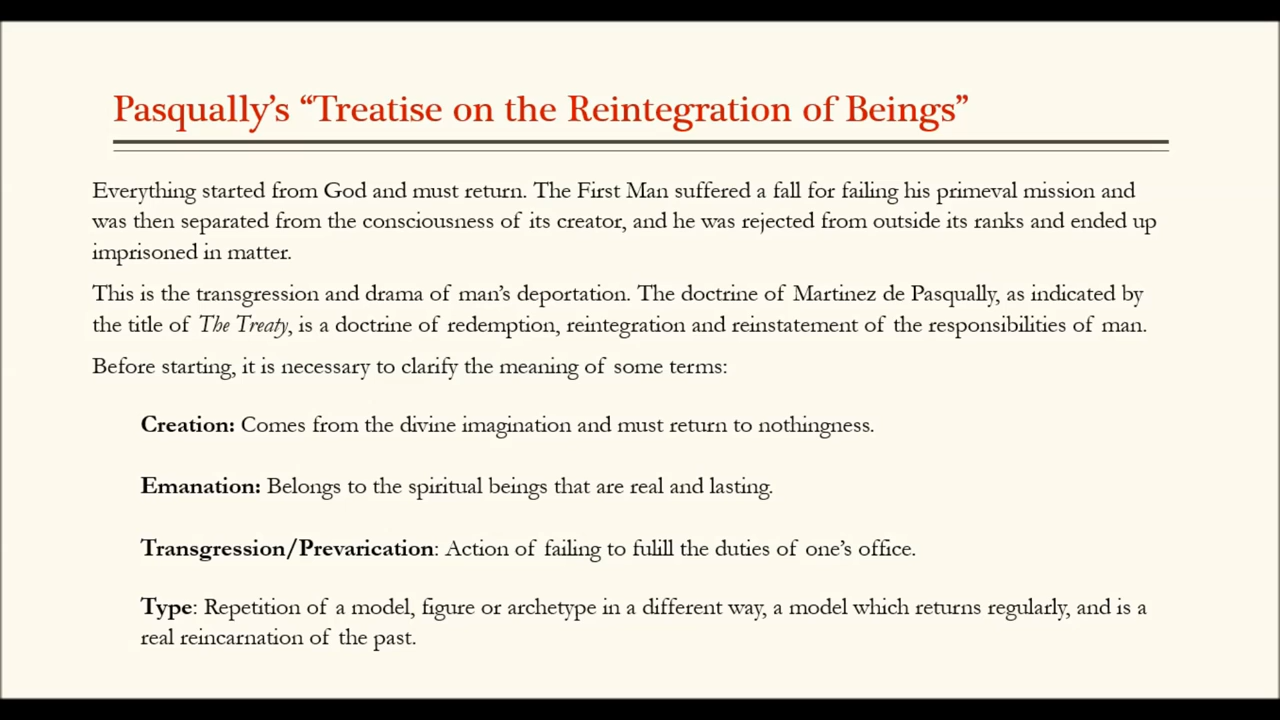 Pasqually’s “Treatise on the Reintegration of Beings”
Everything started from God and must return. The First Man suffered a fall for failing his primeval mission and
was then separated from the consciousness of its creator, and he was rejected from outside its ranks and ended up
imprisoned in matter.
This is the transgression and drama of man’s deportation. The doctrine of Martinez de Pasqually, as indicated by
the title of The Treaty, is a doctrine of redemption, reintegration and reinstatement of the responsibilities of man.
Before starting, it is necessary to clarify the meaning of some terms:
Creation: Comes from the divine imagination and must return to nothingness.
Emanation: Belongs to the spiritual beings that are real and lasting.
Transgression/Prevarication: Action of failing to fulill the duties of one’s office.
Type: Repetition of a model, figure or archetype in a different way, a model which returns regularly, and is a
real reincarnation of the past.